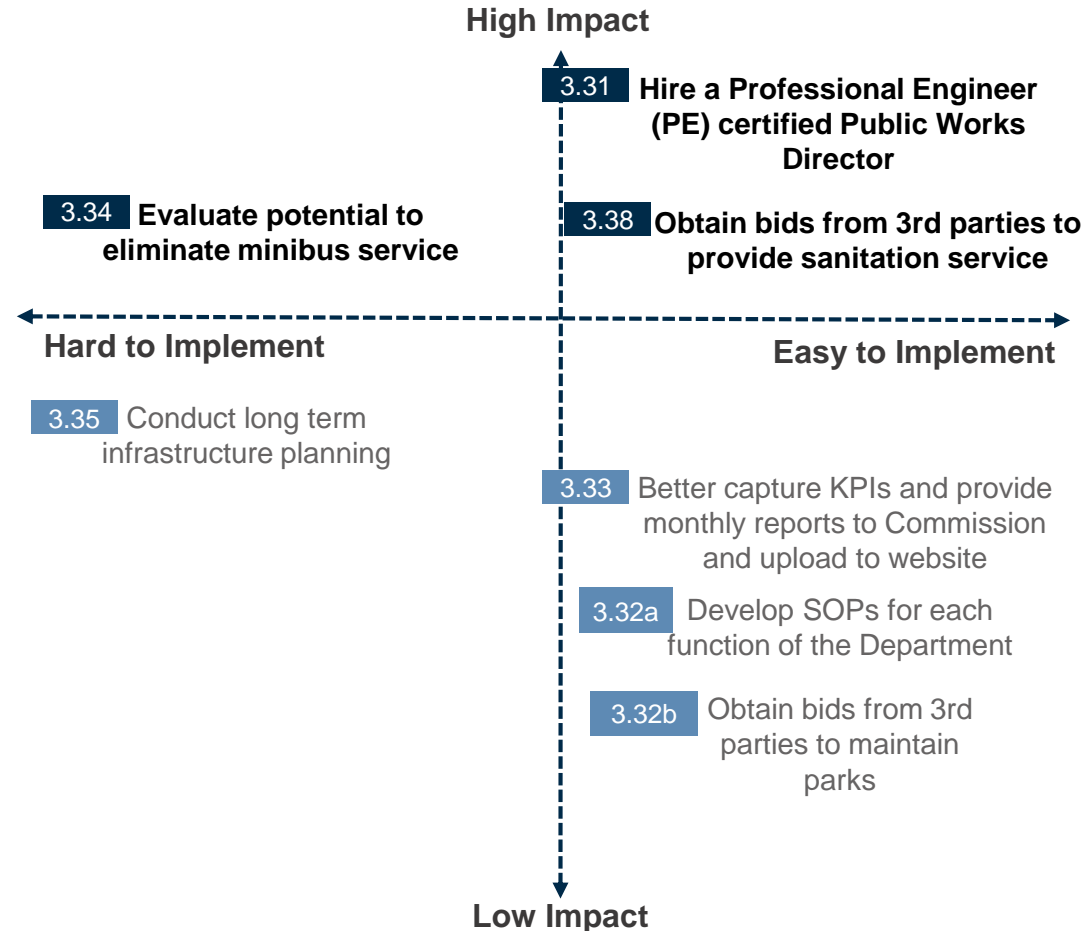 High Impact
3.31 Hire a Professional Engineer
(PE) certified Public Works
Director
3.34 Evaluate potential to
eliminate minibus service
3.38 Obtain bids from 3rd parties to
provide sanitation service
Hard to Implement
Easy to Implement
3.35 Conduct long term
infrastructure planning
3.33 Better capture KPIs and provide
monthly reports to Commission
and upload to website
3.32a Develop SOPs for each
function of the Department
3.32b Obtain bids from 3rd
parties to maintain
parks
Low Impact